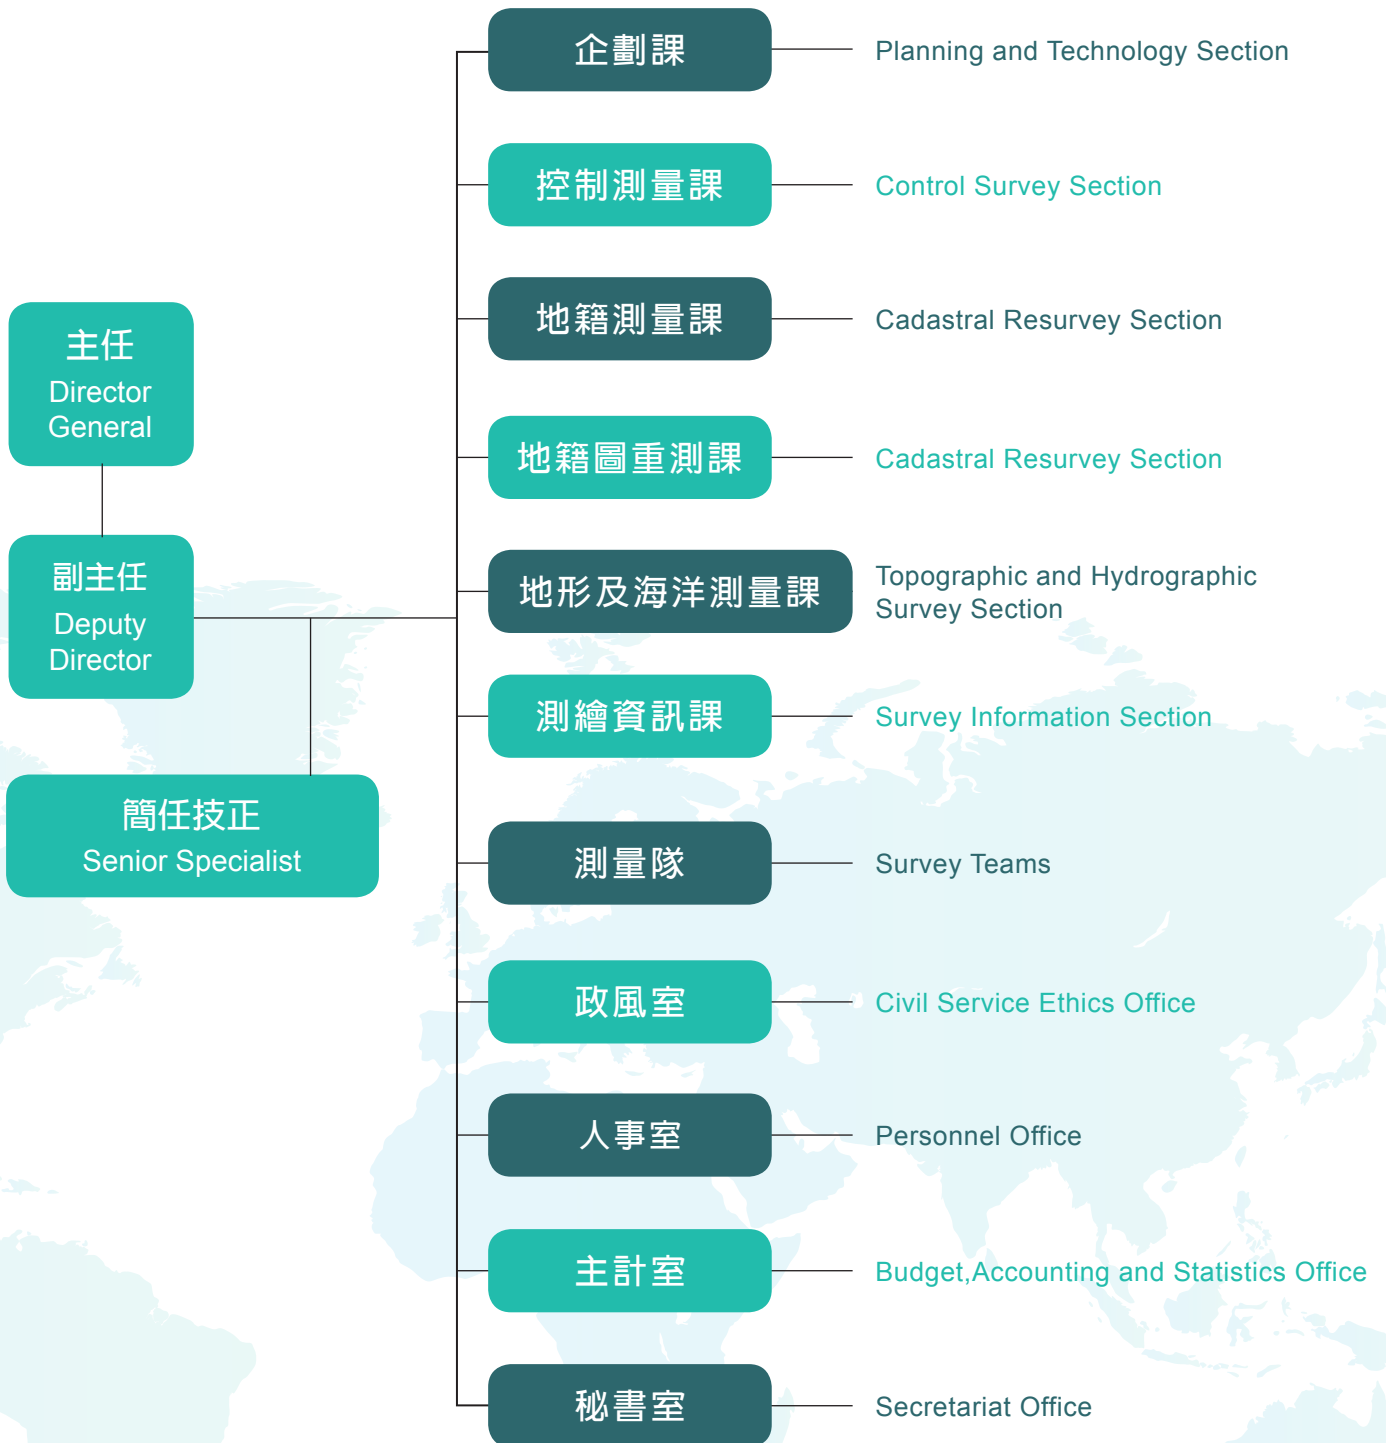 主任
Director
General
副主任
Deputy
Director
簡任技正
Senior Specialist
企劃課
Planning and Technology Section
控制測量課
Control Survey Section
地籍測量課
Cadastral Resurvey Section
地籍圖重測課
Cadastral Resurvey Section
地形及海洋測量課
Topographic and Hydrographic
Survey Section
測繪資訊課
Survey Information Section
測量隊
Survey Teams
政風室
Civil Service Ethics Office
人事室
Personnel Office
主計室
Budget,Accounting and Statistics Office
秘書室
Secretariat Office